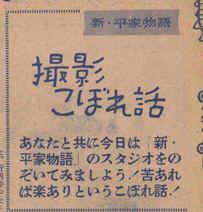 新・平家物語
撮影
こぼれ話
あなたと共に今日は「新・
平家物語」のスタジオをの
ぞいてみましょう！苦あれ
ば楽ありというこぼれ話！